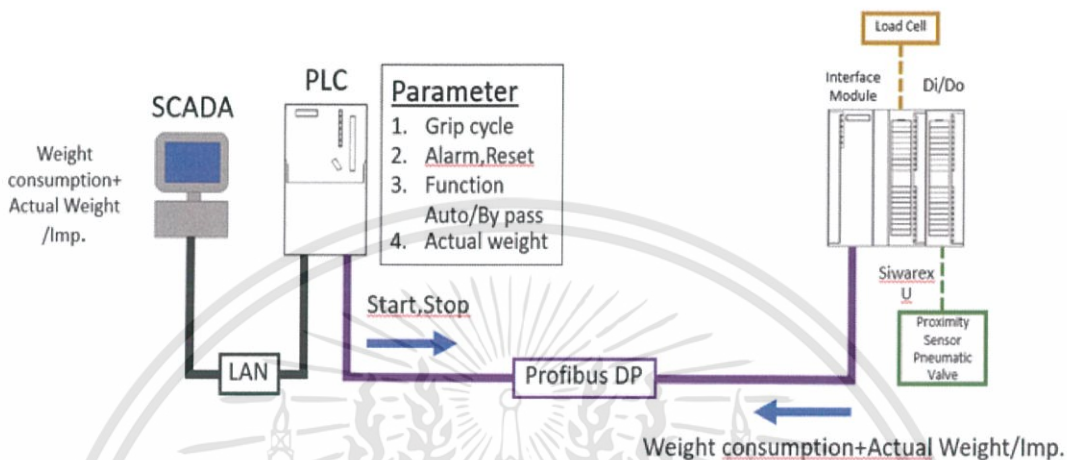 Load Cell
PLC
Interface
Module
Di/Do
SCADA
Parameter
1. Grip cycle
2. Alarm,Reset
3. Function
Auto/By pass
4. Actual weight
Weight
consumption+
Actual Weight
/Imp.
Siwarex
U
Start,Stop
Proximity
Sensor
Pneumatic
Valve
LAN
Profibus DP
Weight consumption+Actual Weight/Imp.